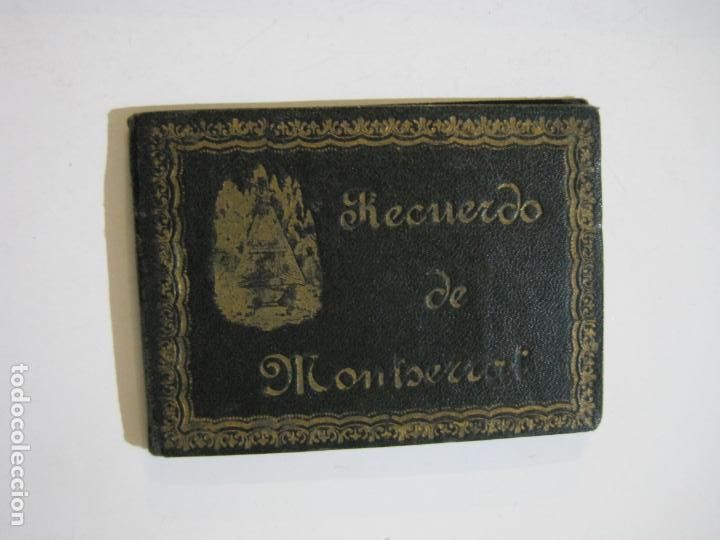 Recuerdo
de
Montserrat
todocoleccion